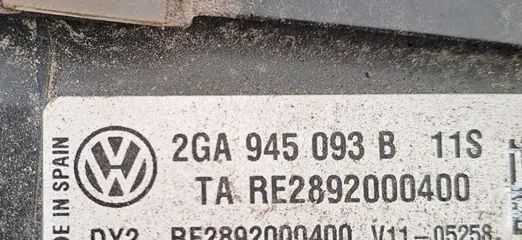 2GA 945 093 B 11S
TA RE2892000400
DY2 RE2892000400 V11-05258
DE IN SPAIN